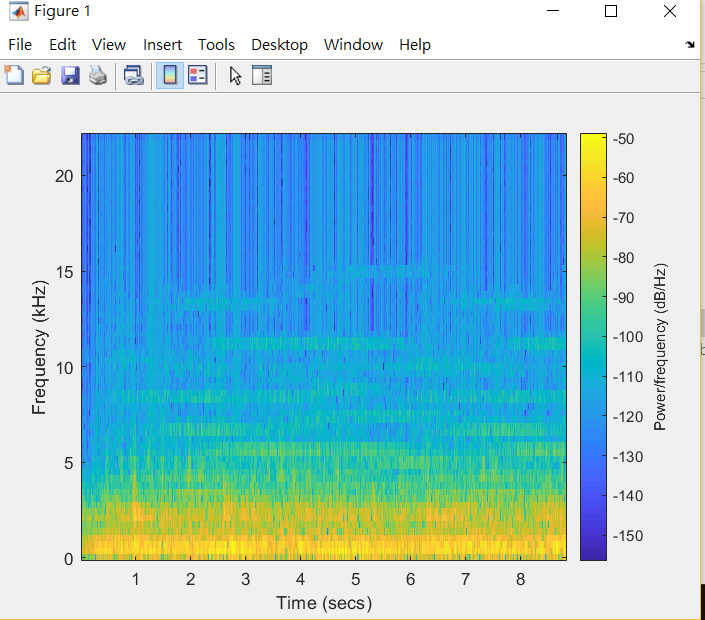 Figure 1
File Edit View Insert Tools Desktop Window Help
20
15
10
5
0
Frequency (kHz)
1 2 3 4 5 6 7 8
Time (secs)
-50
-60
-70
-80
-90
-100
-110
-120
-130
-140
-150
Power/frequency (dB/Hz)